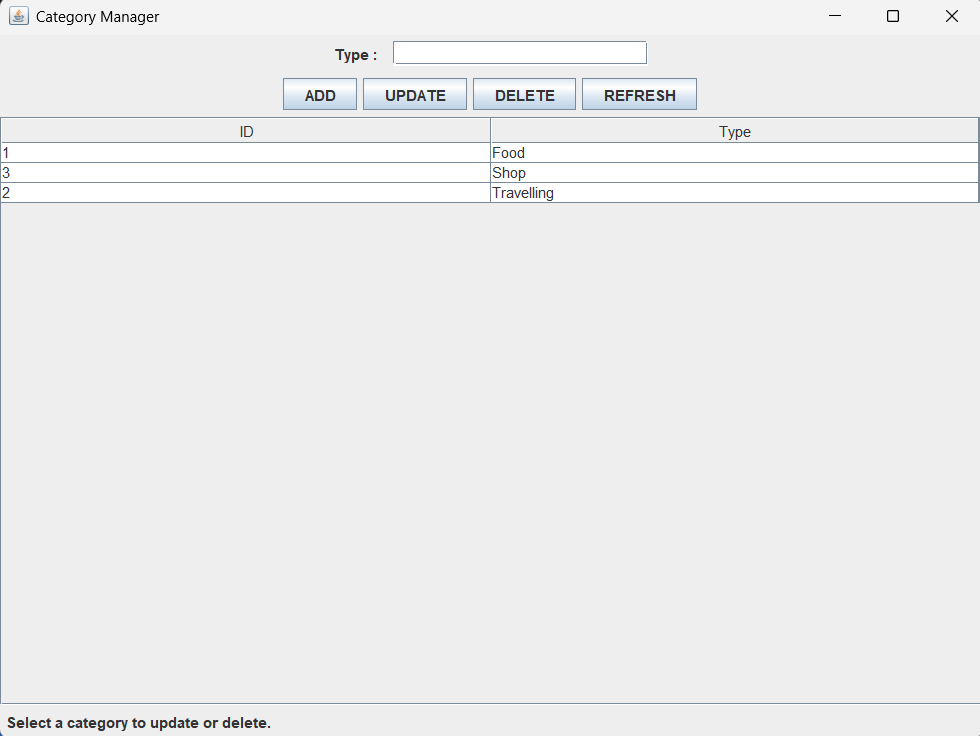 Category Manager
Type :
ADD UPDATE DELETE REFRESH
ID Type
1 Food
3 Shop
2 Travelling
Select a category to update or delete.